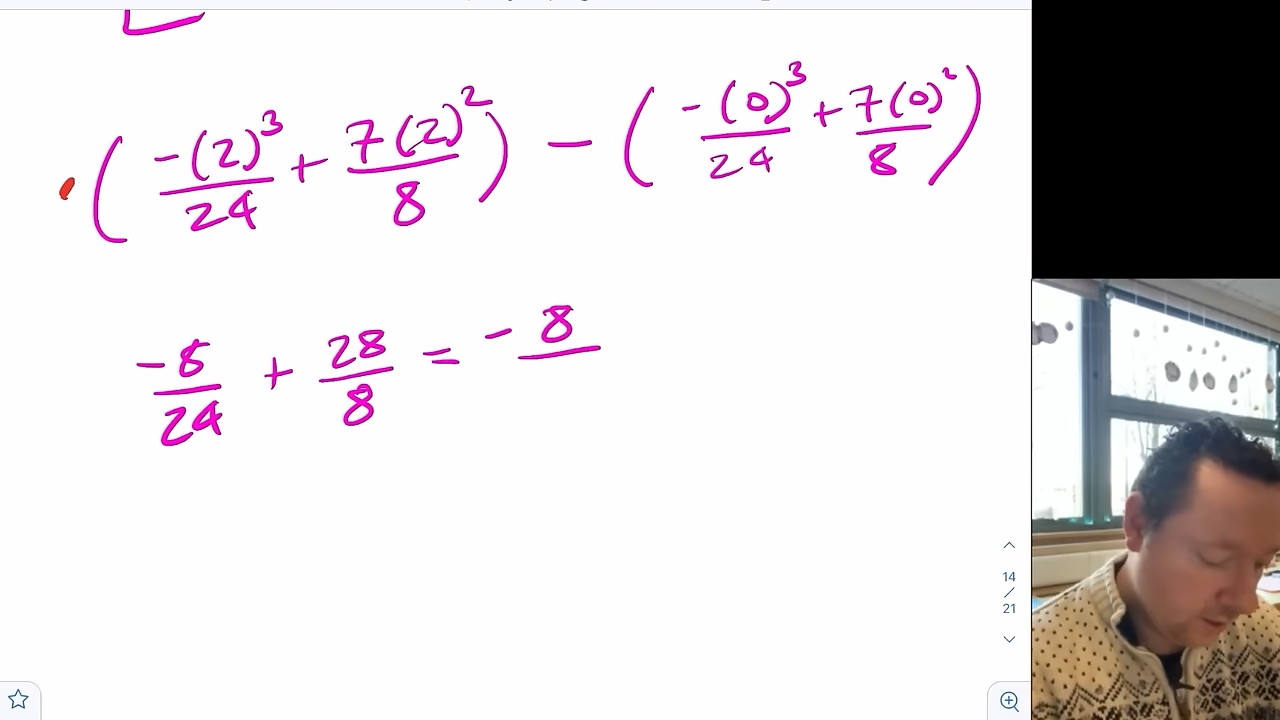 ( -(2)³/24 + 7(2)²/8 ) - ( -(0)³/24 + 7(0)²/8 )
-8/24 + 28/8 = - 8
14
/
21